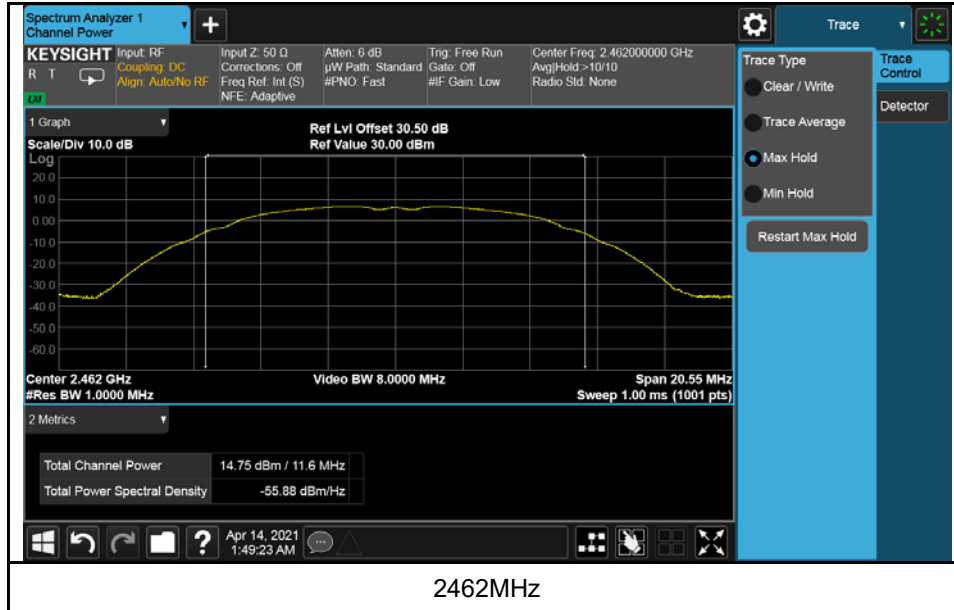 Spectrum Analyzer 1
Channel Power
+
Trace
KEYSIGHT
R T
LXI
Input: RF
Coupling: DC
Align: Auto/No RF
Input Z: 50 Ω
Corrections: Off
Freq Ref: Int (S)
NFE: Adaptive
Atten: 6 dB
µW Path: Standard
#PNO: Fast
Trig: Free Run
Gate: Off
#IF Gain: Low
Center Freq: 2.462000000 GHz
Avg|Hold:>10/10
Radio Std: None
Trace Type
Clear / Write
Trace Average
Max Hold
Min Hold
Restart Max Hold
Trace
Control
Detector
1 Graph
Scale/Div 10.0 dB
Ref Lvl Offset 30.50 dB
Ref Value 30.00 dBm
Log
20.0
10.0
0.00
-10.0
-20.0
-30.0
-40.0
-50.0
-60.0
Center 2.462 GHz
#Res BW 1.0000 MHz
Video BW 8.0000 MHz
Span 20.55 MHz
Sweep 1.00 ms (1001 pts)
2 Metrics
Total Channel Power 14.75 dBm / 11.6 MHz
Total Power Spectral Density -55.88 dBm/Hz
?
Apr 14, 2021
1:49:23 AM
2462MHz